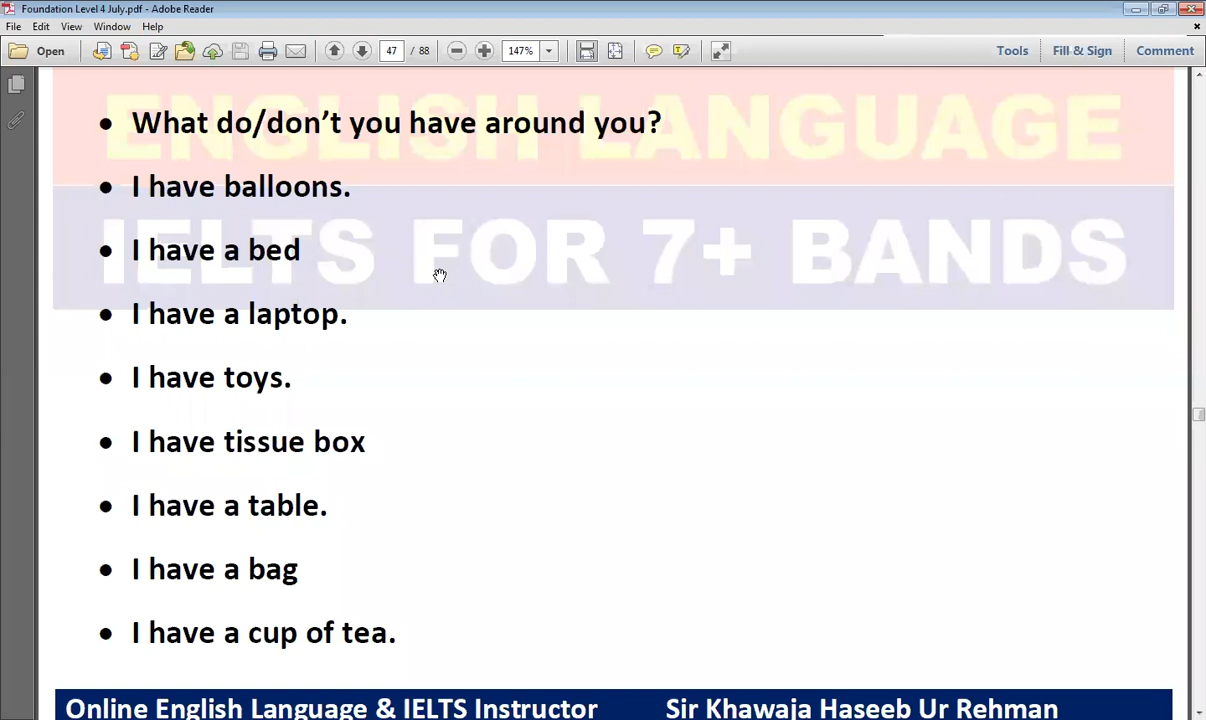 Foundation Level 4 July.pdf - Adobe Reader
File Edit View Window Help
Open 47 / 88 147% Tools Fill & Sign Comment
ENGLISH LANGUAGE
IELTS FOR 7+ BANDS
• What do/don’t you have around you?
• I have balloons.
• I have a bed
• I have a laptop.
• I have toys.
• I have tissue box
• I have a table.
• I have a bag
• I have a cup of tea.
Online English Language & IELTS Instructor Sir Khawaja Haseeb Ur Rehman